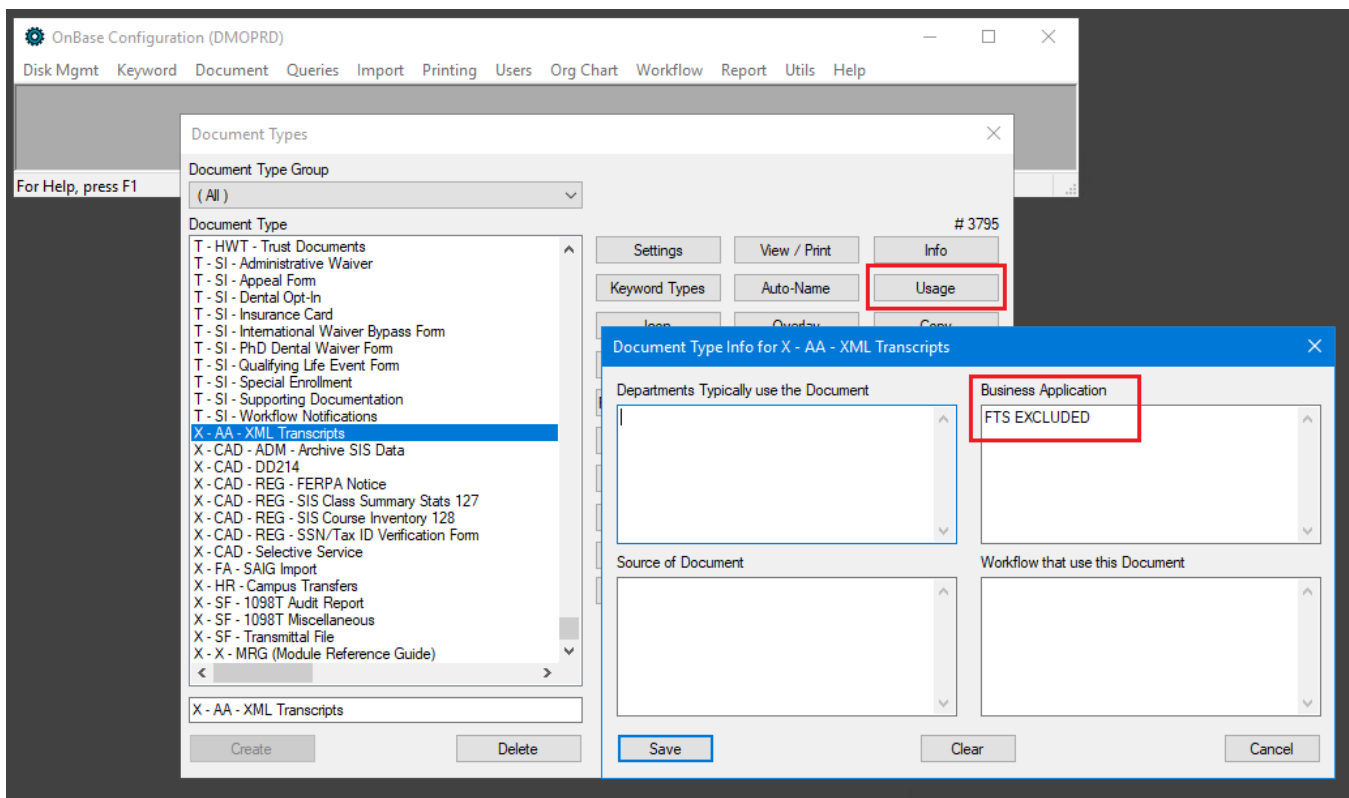 OnBase Configuration (DMOPRD)
Disk Mgmt Keyword Document Queries Import Printing Users Org Chart Workflow Report Utils Help
Document Types
Document Type Group
( All )
For Help, press F1
Document Type
# 3795
T - HWT - Trust Documents
T - SI - Administrative Waiver
T - SI - Appeal Form
T - SI - Dental Opt-In
T - SI - Insurance Card
T - SI - International Waiver Bypass Form
T - SI - PhD Dental Waiver Form
T - SI - Qualifying Life Event Form
T - SI - Special Enrollment
T - SI - Supporting Documentation
T - SI - Workflow Notifications
X - AA - XML Transcripts
X - CAD - ADM - Archive SIS Data
X - CAD - DD214
X - CAD - REG - FERPA Notice
X - CAD - REG - SIS Class Summary Stats 127
X - CAD - REG - SIS Course Inventory 128
X - CAD - REG - SSN/Tax ID Verification Form
X - CAD - Selective Service
X - FA - SAIG Import
X - HR - Campus Transfers
X - SF - 1098T Audit Report
X - SF - 1098T Miscellaneous
X - SF - Transmittal File
X - X - MRG (Module Reference Guide)
X - AA - XML Transcripts
Create Delete
Settings View / Print Info
Keyword Types Auto-Name Usage
Icon Overlay Copy
Document Type Info for X - AA - XML Transcripts
Departments Typically use the Document
Business Application
FTS EXCLUDED
Source of Document
Workflow that use this Document
Save Clear Cancel